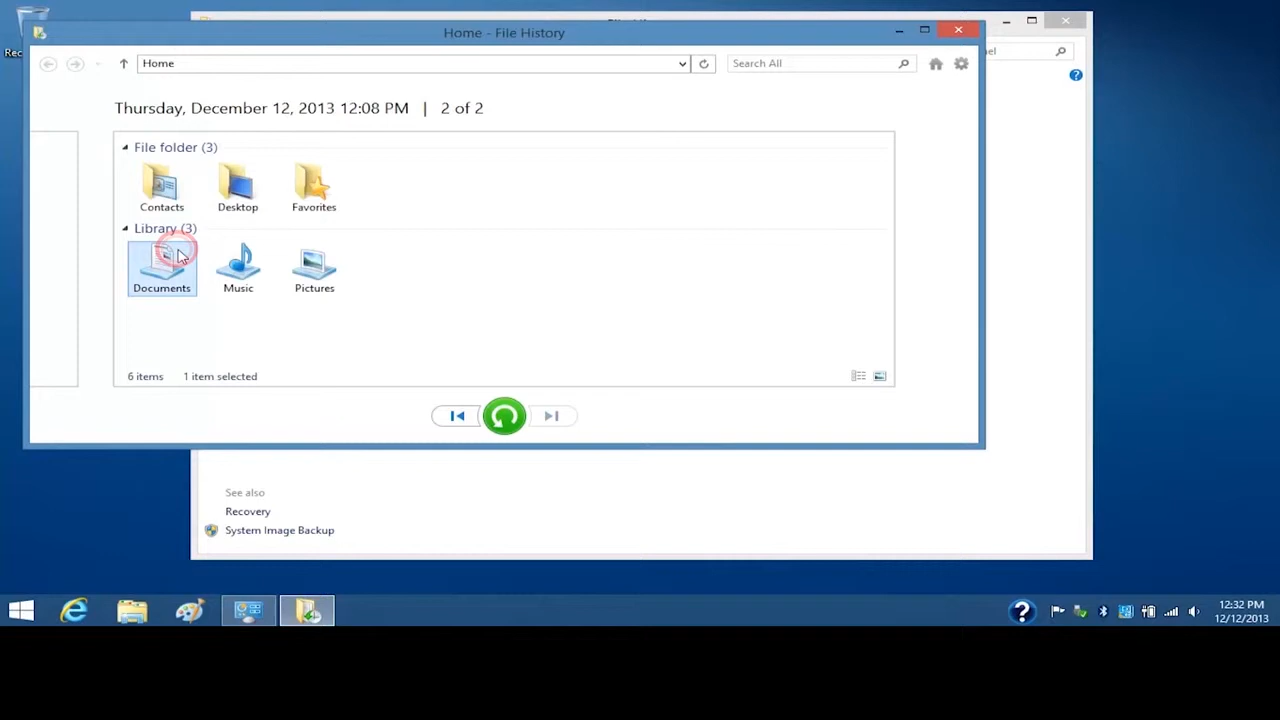 Rec
Home - File History
Home
Search All
nel
Thursday, December 12, 2013 12:08 PM | 2 of 2
File folder (3)
Contacts Desktop Favorites
Library (3)
Documents Music Pictures
6 items 1 item selected
See also
Recovery
System Image Backup
12:32 PM
12/12/2013